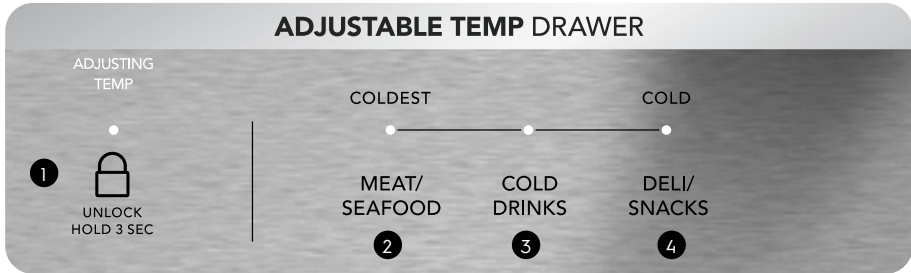 ADJUSTABLE TEMP DRAWER
ADJUSTING
TEMP
COLDEST
COLD
1
UNLOCK
HOLD 3 SEC
MEAT/
SEAFOOD
2
COLD
DRINKS
3
DELI/
SNACKS
4